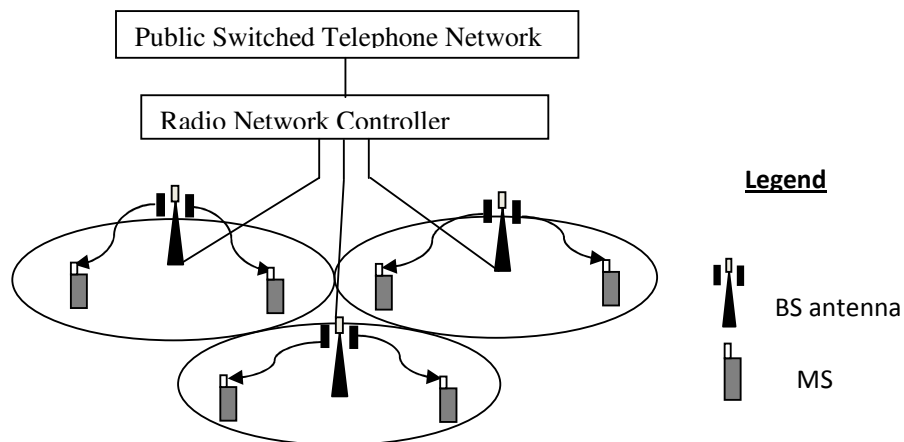 Public Switched Telephone Network
Radio Network Controller
Legend
BS antenna
MS